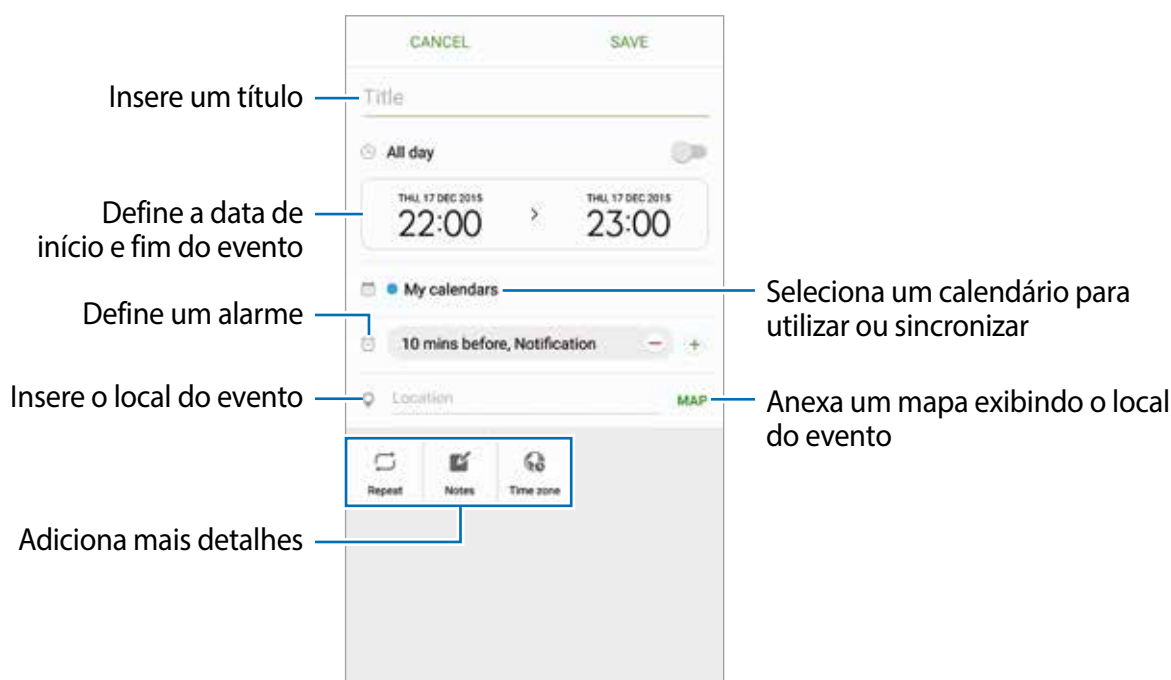 CANCEL SAVE
Insere um título
Title
All day
Define a data de
início e fim do evento
THU, 17 DEC 2015
22:00
>
THU, 17 DEC 2015
23:00
My calendars
Seleciona um calendário para
utilizar ou sincronizar
Define um alarme
10 mins before, Notification
Insere o local do evento
Location
MAP
Anexa um mapa exibindo o local
do evento
Repeat Notes Time zone
Adiciona mais detalhes